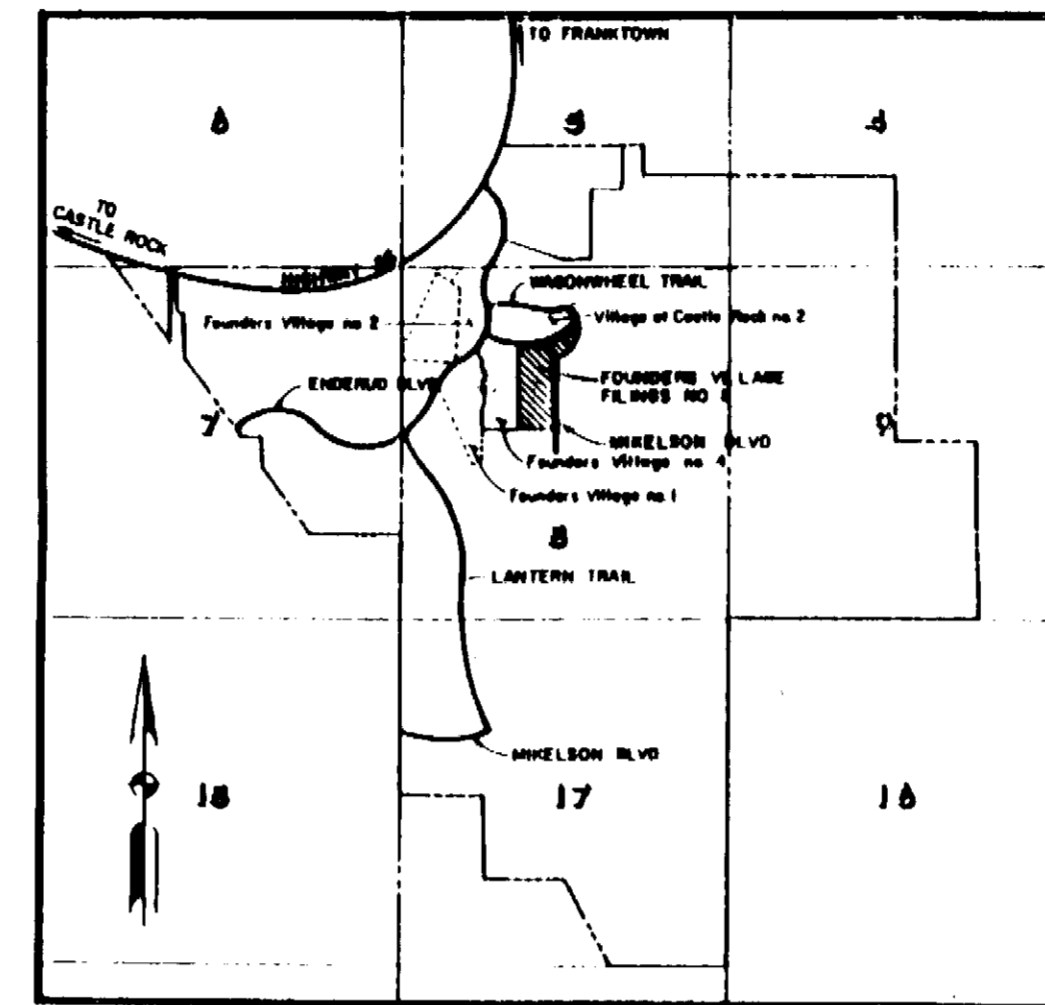 TO FRANKTOWN
6
5
4
TO
CASTLE ROCK
HIGHWAY
WAGONWHEEL TRAIL
Founders Village no. 2
Village at Castle Rock no. 2
ENDERUD BLVD
FOUNDERS VILLAGE
FILINGS NO
7
9
MIKELSON BLVD
Founders Village no. 4
Founders Village no. 1
8
LANTERN TRAIL
MIKELSON BLVD
18
17
16